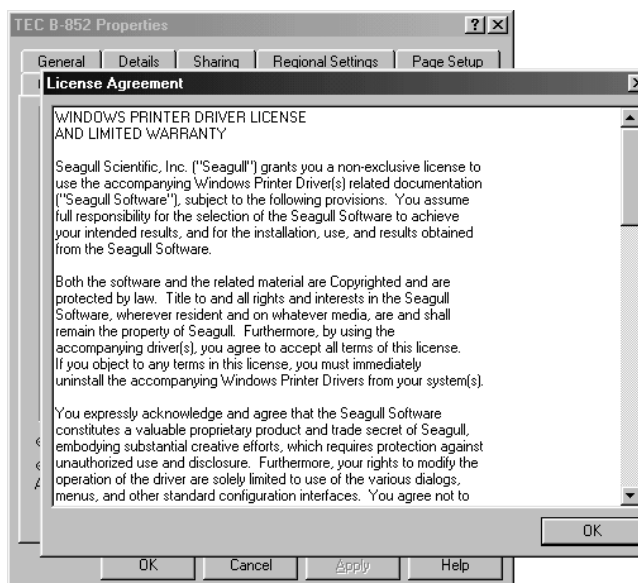 TEC B-852 Properties
General Details Sharing Regional Settings Page Setup
License Agreement
WINDOWS PRINTER DRIVER LICENSE
AND LIMITED WARRANTY
Seagull Scientific, Inc. ("Seagull") grants you a non-exclusive license to
use the accompanying Windows Printer Driver(s) related documentation
("Seagull Software"), subject to the following provisions. You assume
full responsibility for the selection of the Seagull Software to achieve
your intended results, and for the installation, use, and results obtained
from the Seagull Software.
Both the software and the related material are Copyrighted and are
protected by law. Title to and all rights and interests in the Seagull
Software, wherever resident and on whatever media, are and shall
remain the property of Seagull. Furthermore, by using the
accompanying driver(s), you agree to accept all terms of this license.
If you object to any terms in this license, you must immediately
uninstall the accompanying Windows Printer Drivers from your system(s).
You expressly acknowledge and agree that the Seagull Software
constitutes a valuable proprietary product and trade secret of Seagull,
embodying substantial creative efforts, which requires protection against
unauthorized use and disclosure. Furthermore, your rights to modify the
operation of the driver are solely limited to use of the various dialogs,
menus, and other standard configuration interfaces. You agree not to
OK
OK Cancel Apply Help